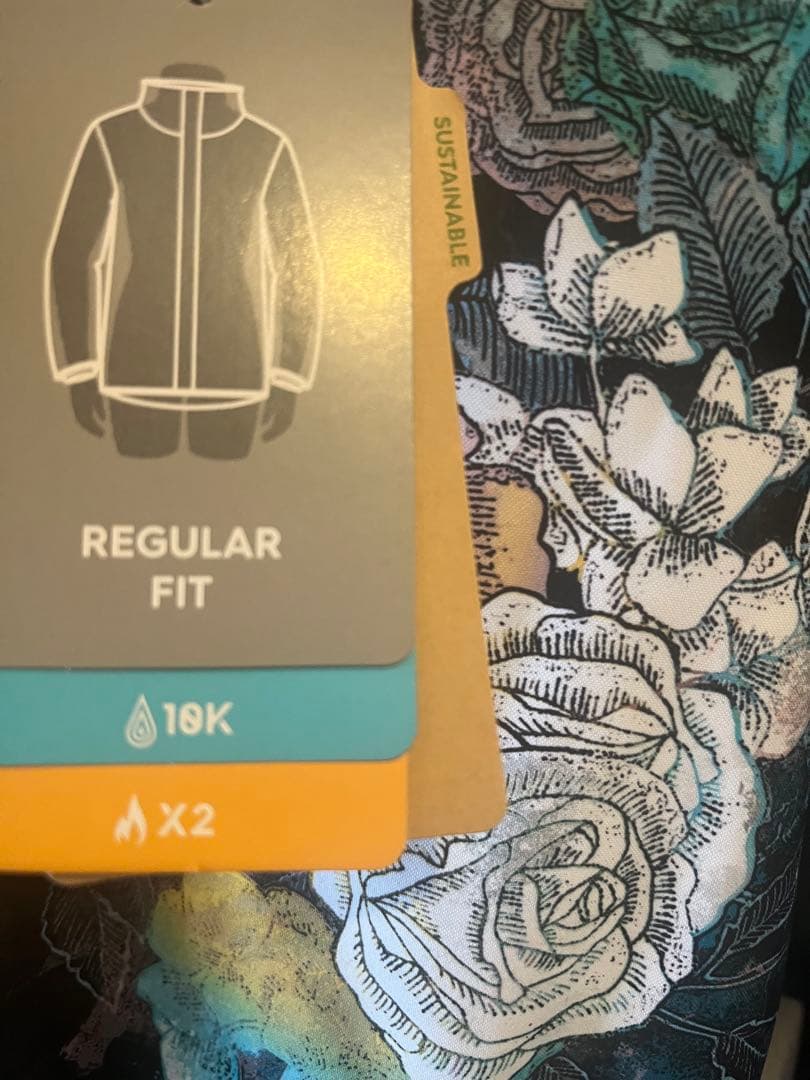 SUSTAINABLE
REGULAR
FIT
10K
X2